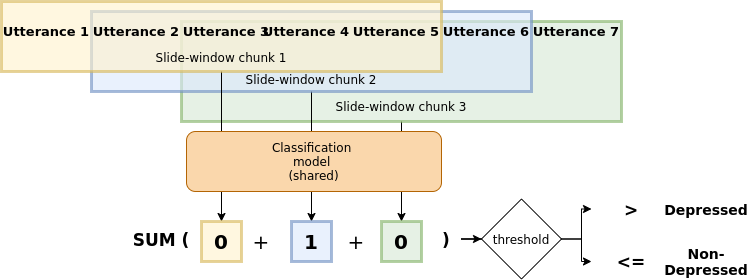 Utterance 1 Utterance 2 Utterance 3 Utterance 4 Utterance 5 Utterance 6 Utterance 7
Slide-window chunk 1
Slide-window chunk 2
Slide-window chunk 3
Classification
model
(shared)
SUM ( 0 + 1 + 0 )
threshold
> Depressed
<= Non-
Depressed